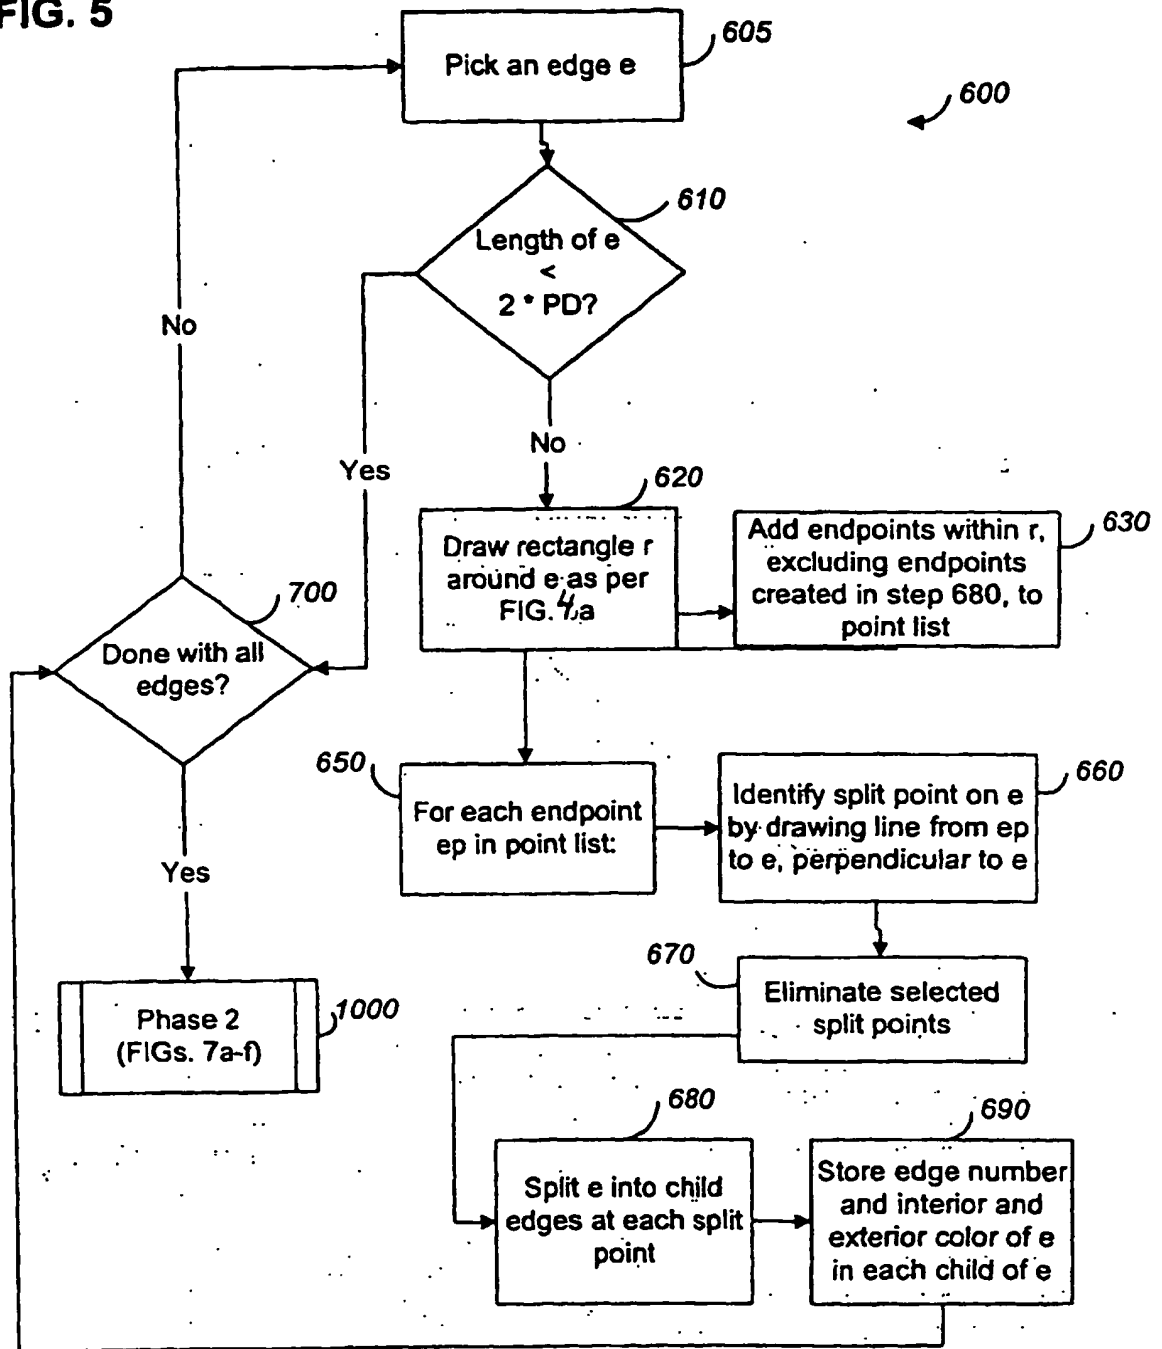 FIG. 5
Pick an edge e
605
600
610
Length of e
<
2 * PD?
No
No
Yes
620
Draw rectangle r
around e as per
FIG. 4a
630
Add endpoints within r,
excluding endpoints
created in step 680, to
point list
700
Done with all
edges?
650
For each endpoint
ep in point list:
660
Identify split point on e
by drawing line from ep
to e, perpendicular to e
Yes
670
Eliminate selected
split points
Phase 2
(FIGs. 7a-f)
1000
680
Split e into child
edges at each split
point
690
Store edge number
and interior and
exterior color of e
in each child of e